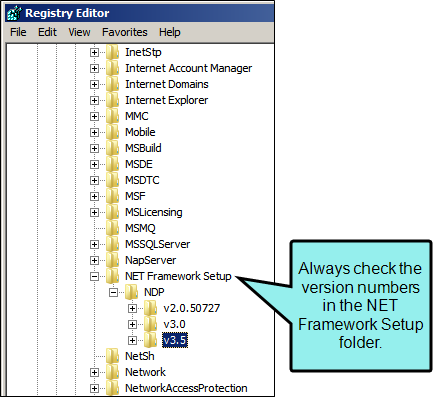 Registry Editor
File Edit View Favorites Help
InetStp
Internet Account Manager
Internet Domains
Internet Explorer
MMC
Mobile
MSBuild
MSDE
MSDTC
MSF
MSLicensing
MSMQ
MSSQLServer
NapServer
NET Framework Setup
NDP
v2.0.50727
v3.0
v3.5
NetSh
Network
NetworkAccessProtection
Always check the
version numbers
in the NET
Framework Setup
folder.